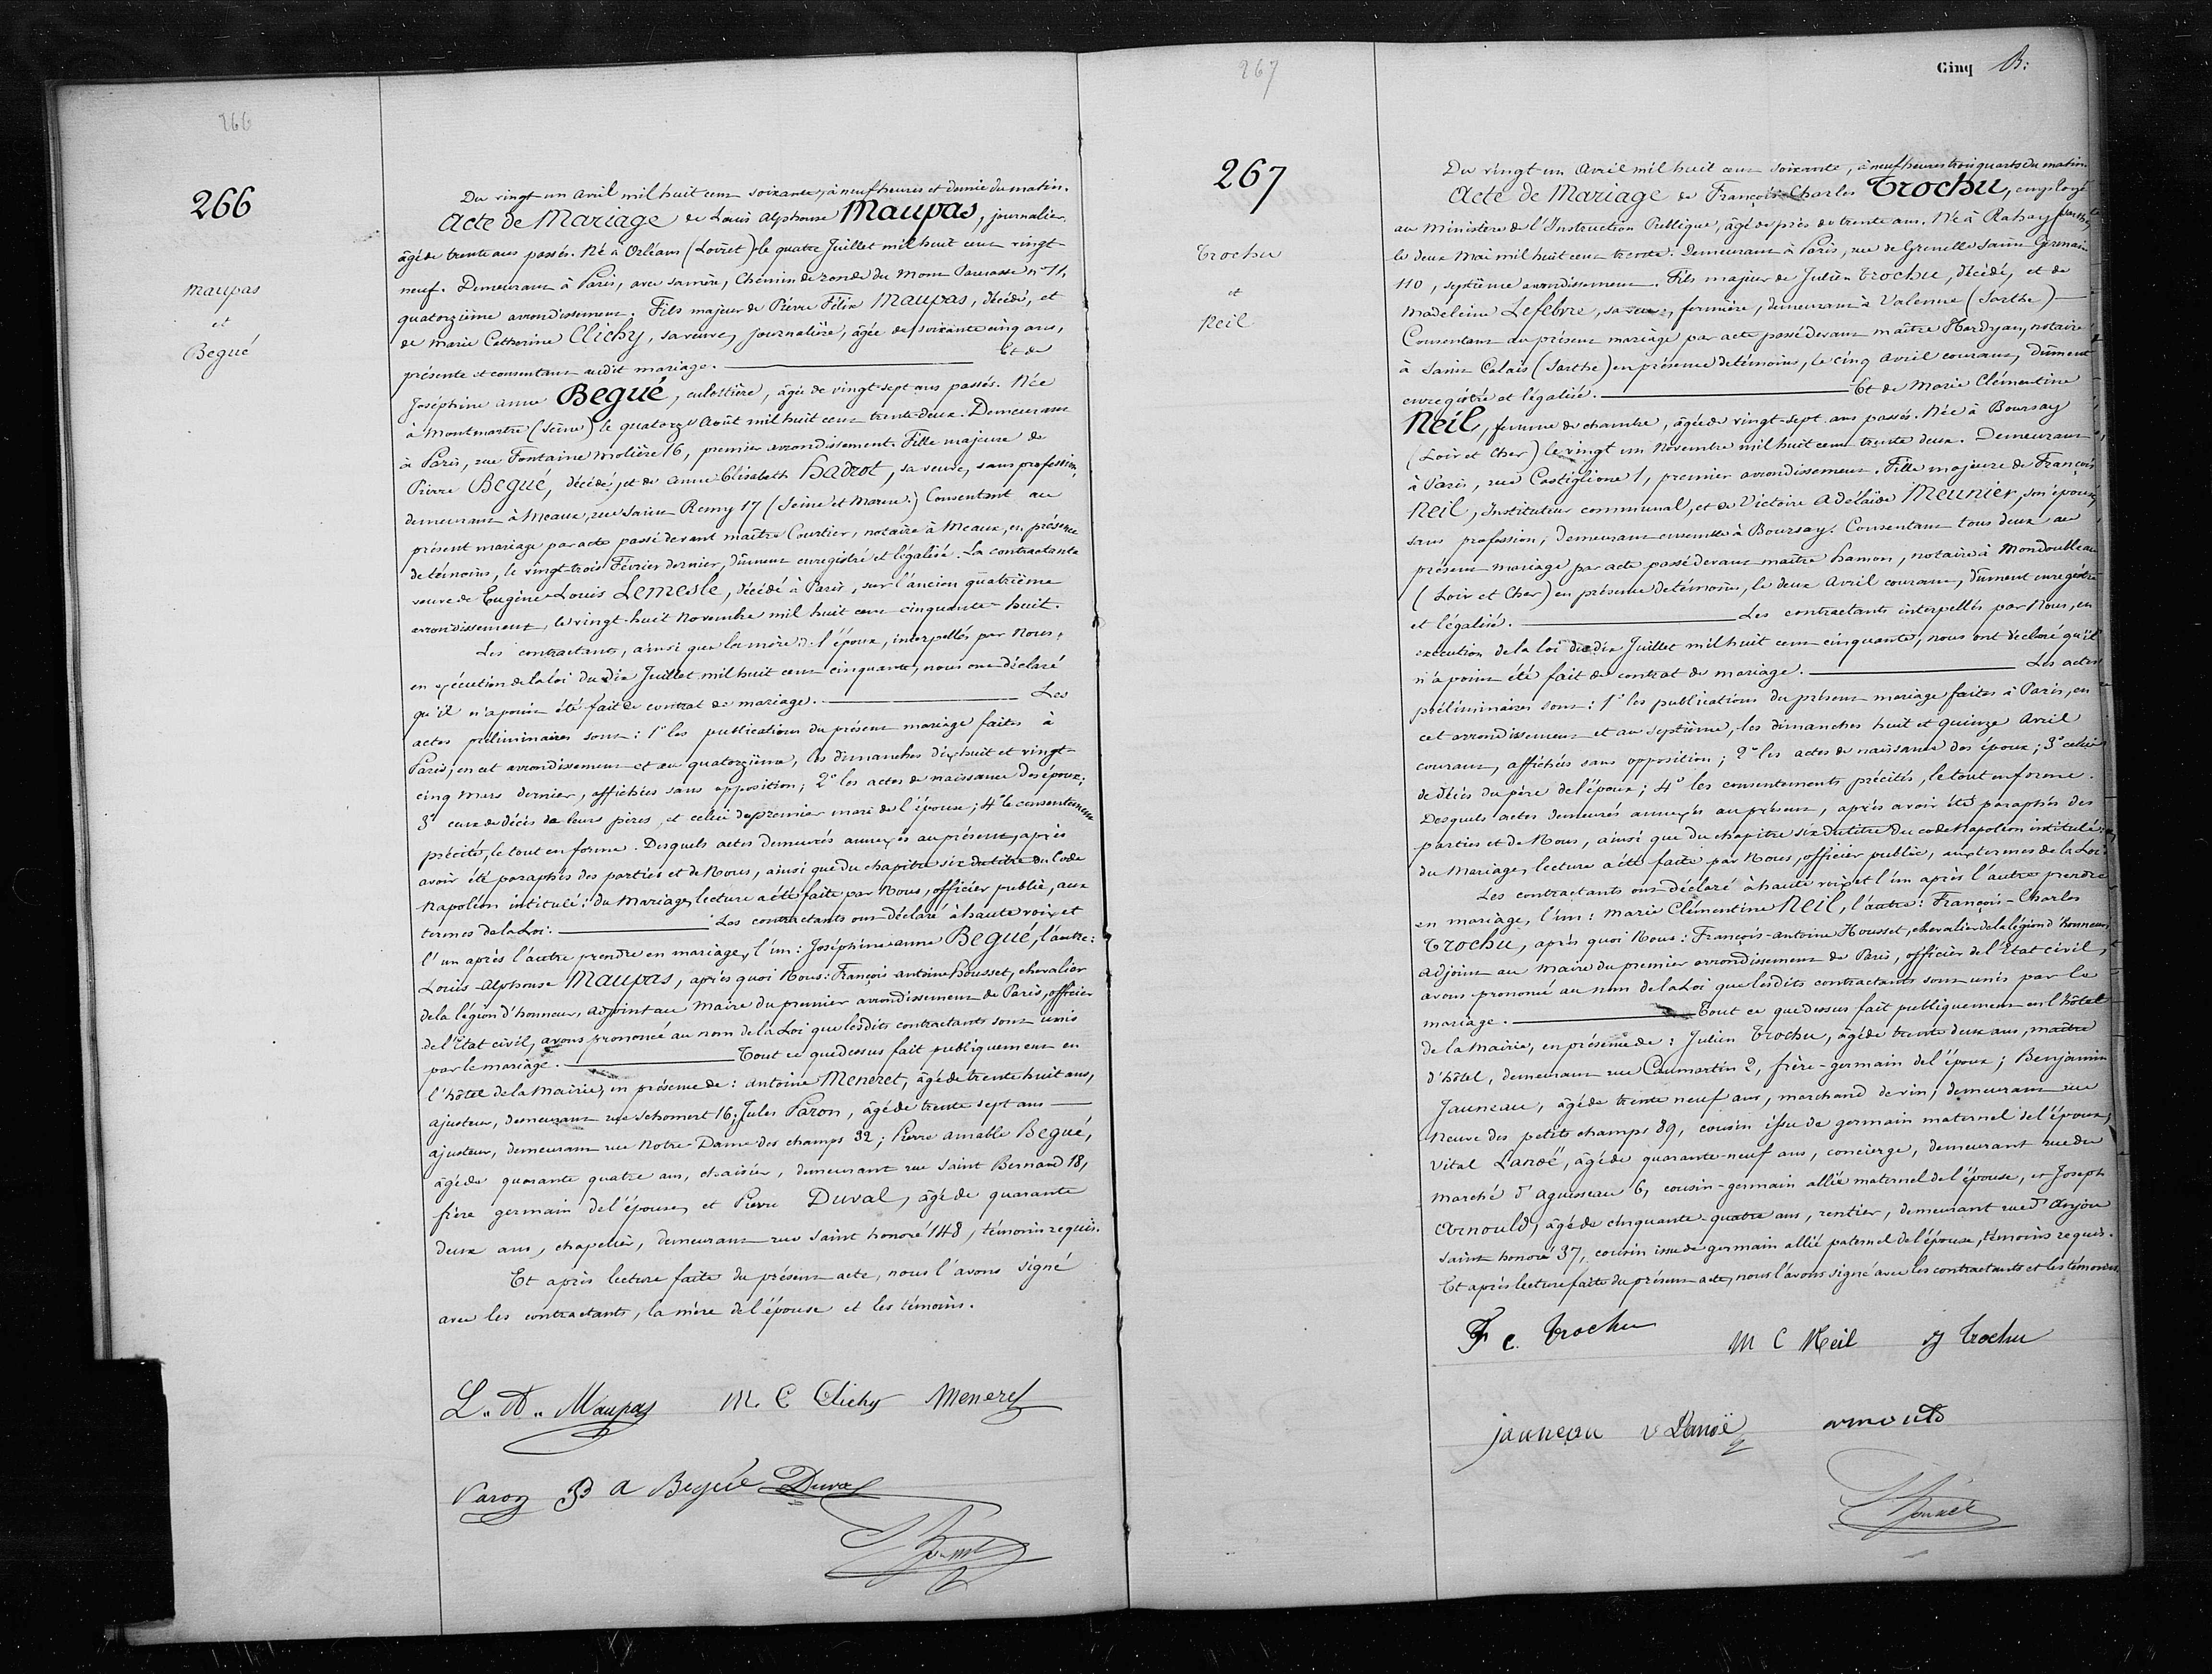 266
266
Maupas
et
Begué
Du vingt un avril mil huit cent soixante, à neuf heures et demie du matin.
Acte de Mariage de Louis Alphonse Maupas, journalier,
âgé de trente ans passés. Né à Orléans (Loiret) le quatre Juillet mil huit cent vingt-
neuf. Demeurant à Paris, avec sa mère, Chemin de ronde du Mont Parnasse n° 11,
quatorzième arrondissement. Fils majeur de Pierre Félix Maupas, décédé, et
de Marie Catherine Clichy, sa veuve, journalière, âgée de soixante cinq ans,
présente et consentant audit mariage. Et de
Joséphine Anne Begué, culottière, âgée de vingt-sept ans passés. Née
à Montmartre (Seine) le quatorze Août mil huit cent trente-deux. Demeurant
à Paris, rue Fontaine Molière 16, premier arrondissement. Fille majeure de
Pierre Begué, décédé, et de Anne Elisabeth Hadrot, sa veuve, sans profession,
demeurant à Meaux, rue Saint Remy 17 (Seine et Marne.) Consentant au
présent mariage par acte passé devant maître Courtier, notaire à Meaux, en présence
de témoins, le vingt-trois Février dernier, dûment enregistré et légalisé. La contractante
veuve de Eugène Louis Lemesle, décédé à Paris, sur l'ancien quatrième
arrondissement, le vingt-huit Novembre mil huit cent cinquante-huit.
Les contractants, ainsi que la mère de l'époux, interpellés par Nous,
en exécution de la loi du dix Juillet mil huit cent cinquante, nous ont déclaré
qu'il n'a point été fait de contrat de mariage. Les
actes préliminaires sont : 1° les publications du présent mariage faites à
Paris, en cet arrondissement et au quatorzième, les dimanches dix-huit et vingt-
cinq Mars dernier, affichées sans opposition; 2° les actes de naissance des époux;
3° ceux de décès de leurs pères, et celui du premier mari de l'épouse; 4° le consentement
précité, le tout en forme. Desquels actes demeurés annexés au présent, après
avoir été paraphés des parties et de Nous, ainsi que du chapitre six du titre du Code
Napoléon intitulé : du Mariage, lecture a été faite par Nous, officier public, aux
termes de la Loi. Les contractants ont déclaré à haute voix et
l'un après l'autre prendre en mariage, l'un : Joséphine Anne Begué, l'autre :
Louis-Alphonse Maupas, après quoi Nous : François Antoine Housset, chevalier
de la légion d'honneur, adjoint au Maire du premier arrondissement de Paris, officier
de l'Etat civil, avons prononcé au nom de la Loi que lesdits contractants sont unis
par le mariage. Tout ce que dessus fait publiquement en
l'hôtel de la Mairie, en présence de : Antoine Meneret, âgé de trente huit ans,
ajusteur, demeurant rue Schomert 16; Jules Paron, âgé de trente sept ans
ajusteur, demeurant rue Notre-Dame des champs 32; Pierre Amable Begué,
âgé de quarante quatre ans, chaisier, demeurant rue Saint Bernard 18,
frère germain de l'épouse, et Pierre Duval, âgé de quarante
deux ans, chapelier, demeurant rue Saint honoré 148, témoins requis.
Et après lecture faite du présent acte, nous l'avons signé
avec les contractants, la mère de l'épouse et les témoins.
L. A. Maupas M C Clichy Meneret
Paron P A Begué Duval
267
267
Trochu
et
Neil
Cinq B:
Du vingt un Avril mil huit cent soixante, à neuf heures trois quarts du matin.
Acte de Mariage de François-Charles Trochu, employé
au Ministère de l'Instruction Publique, âgé de près de trente ans. Né à Rahay (Sarthe)
le deux Mai mil huit cent trente. Demeurant à Paris, rue de Grenelle Saint Germain
110, septième arrondissement. Fils majeur de Julien Trochu, décédé, et de
Madeleine Lefebvre, sa veuve, fermière, demeurant à Valenne (Sarthe)
Consentant au présent mariage par acte passé devant maître Hardyau, notaire
à Saint Calais (Sarthe) en présence de témoins, le cinq Avril courant, dûment
enregistré et légalisé. Et de Marie Clémentine
Neil, femme de chambre, âgée de vingt-sept ans passés. Née à Boursay
(Loir et Cher) le vingt un Novembre mil huit cent trente deux. Demeurant
à Paris, rue Castiglione 1, premier arrondissement. Fille majeure de François
Neil, Instituteur communal, et de Victoire Adélaïde Meunier, son épouse,
sans profession, demeurant ensemble à Boursay. Consentant tous deux au
présent mariage par acte passé devant maître hamon, notaire à Mondoubleau
(Loir et Cher) en présence de témoins, le deux Avril courant, dûment enregistré
et légalisé. Les contractants interpellés par Nous, en
exécution de la loi du dix Juillet mil huit cent cinquante, nous ont déclaré qu'il
n'a point été fait de contrat de mariage. Les actes
préliminaires sont : 1° les publications du présent mariage faites à Paris, en
cet arrondissement et au septième, les dimanches huit et quinze Avril
courant, affichées sans opposition; 2° les actes de naissance des époux; 3° celui
de décès du père de l'époux; 4° les consentements précités, le tout en forme.
Desquels actes demeurés annexés au présent, après avoir été paraphés des
parties et de Nous, ainsi que du chapitre six du titre du code Napoléon intitulé :
du Mariage, lecture a été faite par Nous, officier public, aux termes de la Loi.
Les contractants ont déclaré à haute voix et l'un après l'autre prendre
en mariage, l'un : Marie Clémentine Neil, l'autre : François-Charles
Trochu, après quoi Nous : François-Antoine Housset, chevalier de la légion d'honneur,
adjoint au Maire du premier arrondissement de Paris, officier de l'Etat civil,
avons prononcé au nom de la Loi que lesdits contractants sont unis par le
mariage. Tout ce que dessus fait publiquement en l'hôtel
de la Mairie, en présence de : Julien Trochu, âgé de trente deux ans, maître
d'hôtel, demeurant rue Caumartin 2, frère-germain de l'époux; Benjamin
Jauneau, âgé de trente neuf ans, marchand de vin, demeurant rue
Neuve des petits champs 89, cousin issu de germain maternel de l'époux,
Vital Lanoë, âgé de quarante-neuf ans, concierge, demeurant rue du
Marché d'Aguesseau 6, cousin-germain allié maternel de l'épouse, et Joseph
Arnould, âgé de cinquante-quatre ans, rentier, demeurant rue d'Anjou
Saint honoré 37, cousin issu de germain allié paternel de l'épouse, témoins requis.
Et après lecture faite du présent acte, nous l'avons signé avec les contractants et les témoins.
F C. Trochu M C Neil J Trochu
jauneau V Lanoë arnould
Housset